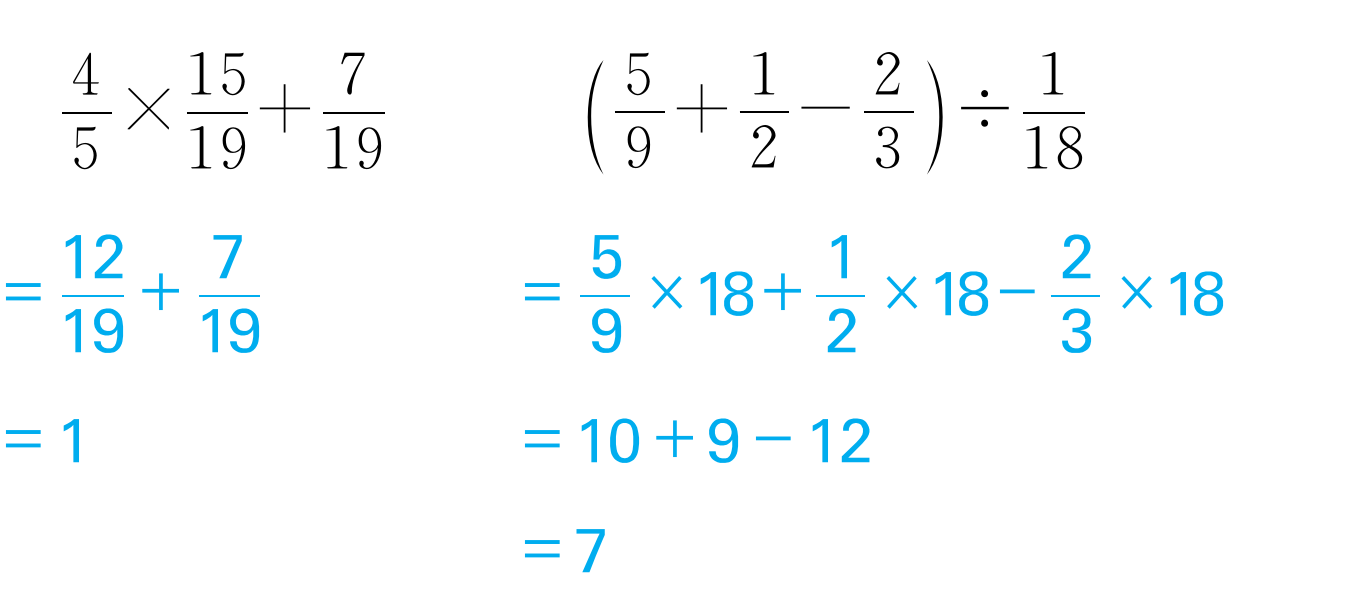 4/5 × 15/19 + 7/19
= 12/19 + 7/19
= 1
(5/9 + 1/2 − 2/3) ÷ 1/18
= 5/9 × 18 + 1/2 × 18 − 2/3 × 18
= 10 + 9 − 12
= 7